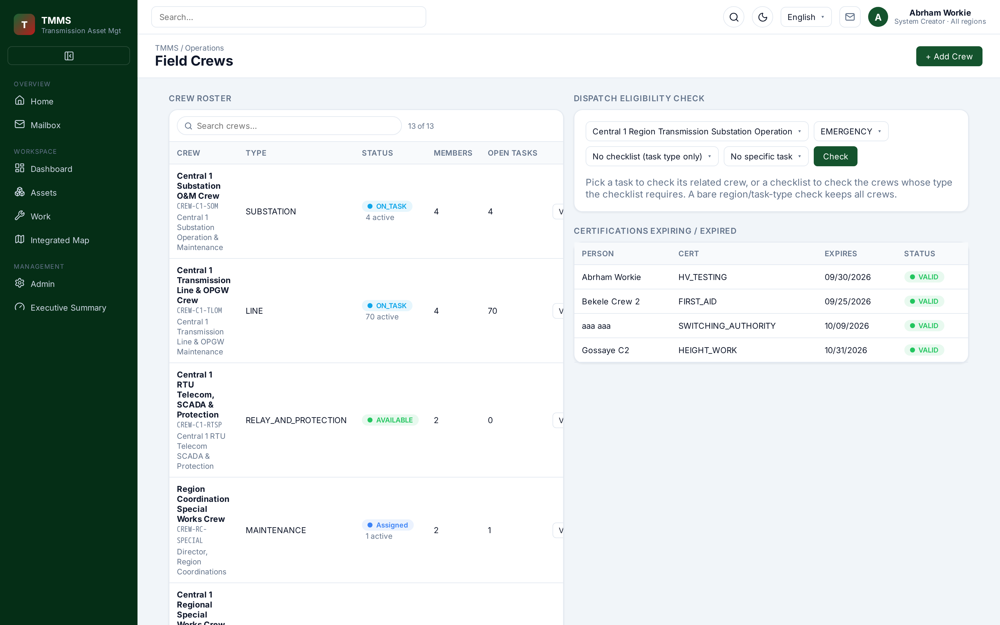 T
TMMS
Transmission Asset Mgt
OVERVIEW
Home
Mailbox
WORKSPACE
Dashboard
Assets
Work
Integrated Map
MANAGEMENT
Admin
Executive Summary
Search...
English
A
Abrham Workie
System Creator · All regions
TMMS / Operations
Field Crews
+ Add Crew
CREW ROSTER
Search crews...
13 of 13
CREW TYPE STATUS MEMBERS OPEN TASKS
Central 1
Substation
O&M Crew
CREW-C1-SOM
Central 1
Substation
Operation &
Maintenance
SUBSTATION
ON_TASK
4 active
4
4
V
Central 1
Transmission
Line & OPGW
Crew
CREW-C1-TLOM
Central 1
Transmission
Line & OPGW
Maintenance
LINE
ON_TASK
70 active
4
70
V
Central 1
RTU
Telecom,
SCADA &
Protection
CREW-C1-RTSP
Central 1 RTU
Telecom
SCADA &
Protection
RELAY_AND_PROTECTION
AVAILABLE
2
0
V
Region
Coordination
Special
Works Crew
CREW-RC-
SPECIAL
Director,
Region
Coordinations
MAINTENANCE
Assigned
1 active
2
1
V
Central 1
Regional
Special
Works Crew
DISPATCH ELIGIBILITY CHECK
Central 1 Region Transmission Substation Operation
EMERGENCY
No checklist (task type only)
No specific task
Check
Pick a task to check its related crew, or a checklist to check the crews whose type
the checklist requires. A bare region/task-type check keeps all crews.
CERTIFICATIONS EXPIRING / EXPIRED
PERSON CERT EXPIRES STATUS
Abrham Workie HV_TESTING 09/30/2026 VALID
Bekele Crew 2 FIRST_AID 09/25/2026 VALID
aaa aaa SWITCHING_AUTHORITY 10/09/2026 VALID
Gossaye C2 HEIGHT_WORK 10/31/2026 VALID